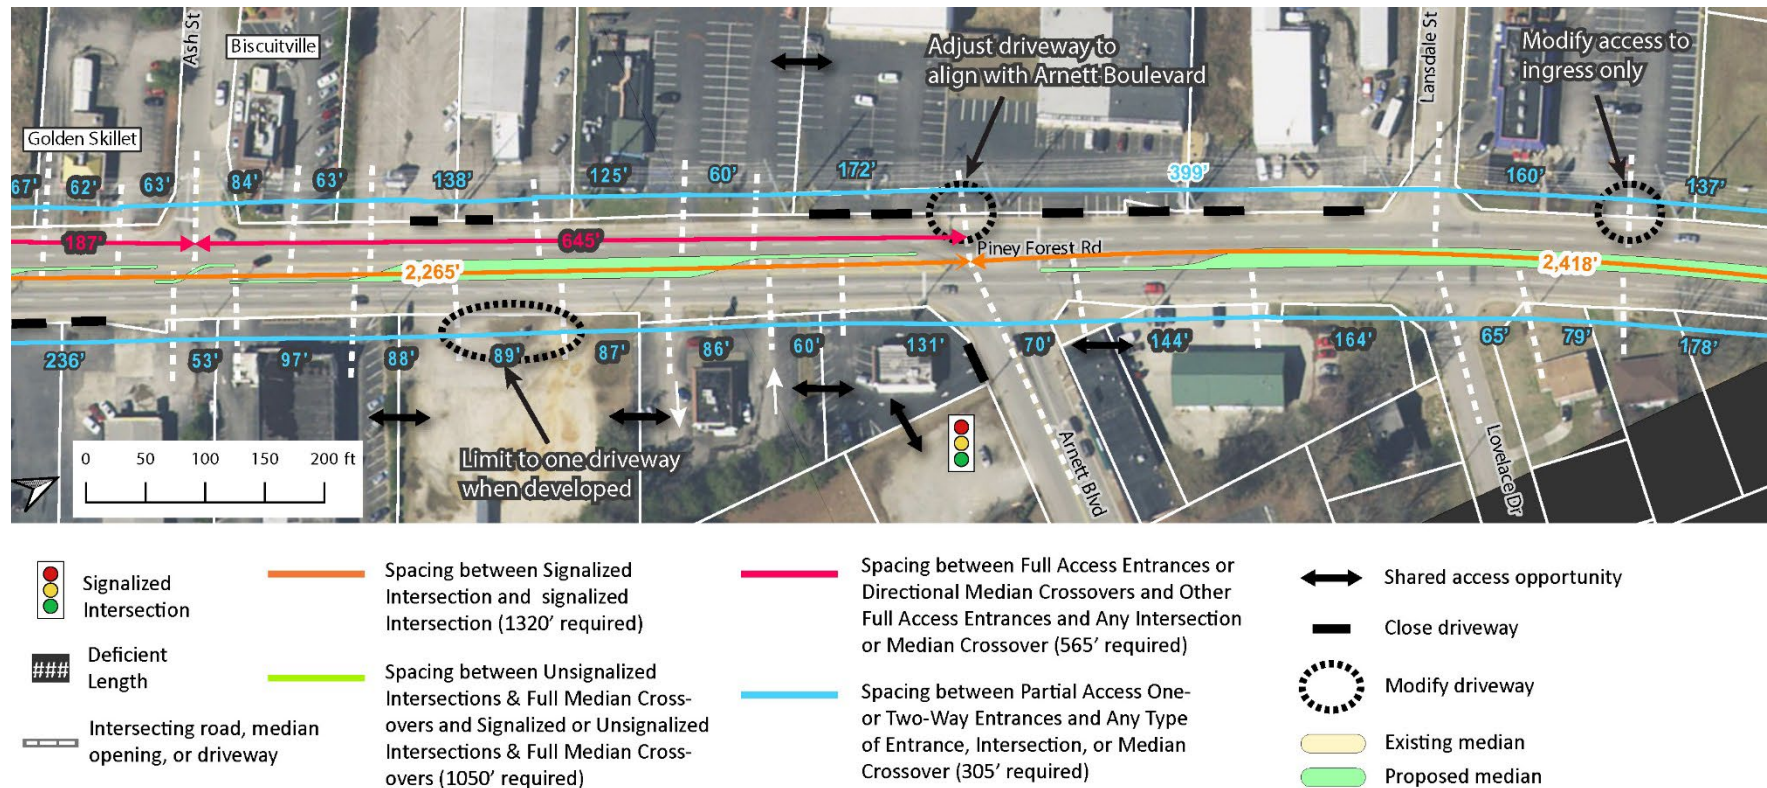 Ash St
Biscuitville
Golden Skillet
Adjust driveway to
align with Arnett Boulevard
Lansdale St
Modify access to
ingress only
67'
62'
63'
84'
63'
138'
125'
60'
172'
399'
160'
137'
187'
645'
Piney Forest Rd
2,265'
2,418'
236'
53'
97'
88'
89'
87'
86'
60'
131'
70'
144'
164'
65'
79'
178'
Limit to one driveway
when developed
Arnett Blvd
Lovelace Dr
0 50 100 150 200 ft
Signalized
Intersection
###
Deficient
Length
Intersecting road, median
opening, or driveway
Spacing between Signalized
Intersection and signalized
Intersection (1320' required)
Spacing between Unsignalized
Intersections & Full Median Cross-
overs and Signalized or Unsignalized
Intersections & Full Median Cross-
overs (1050' required)
Spacing between Full Access Entrances or
Directional Median Crossovers and Other
Full Access Entrances and Any Intersection
or Median Crossover (565' required)
Spacing between Partial Access One-
or Two-Way Entrances and Any Type
of Entrance, Intersection, or Median
Crossover (305' required)
Shared access opportunity
Close driveway
Modify driveway
Existing median
Proposed median